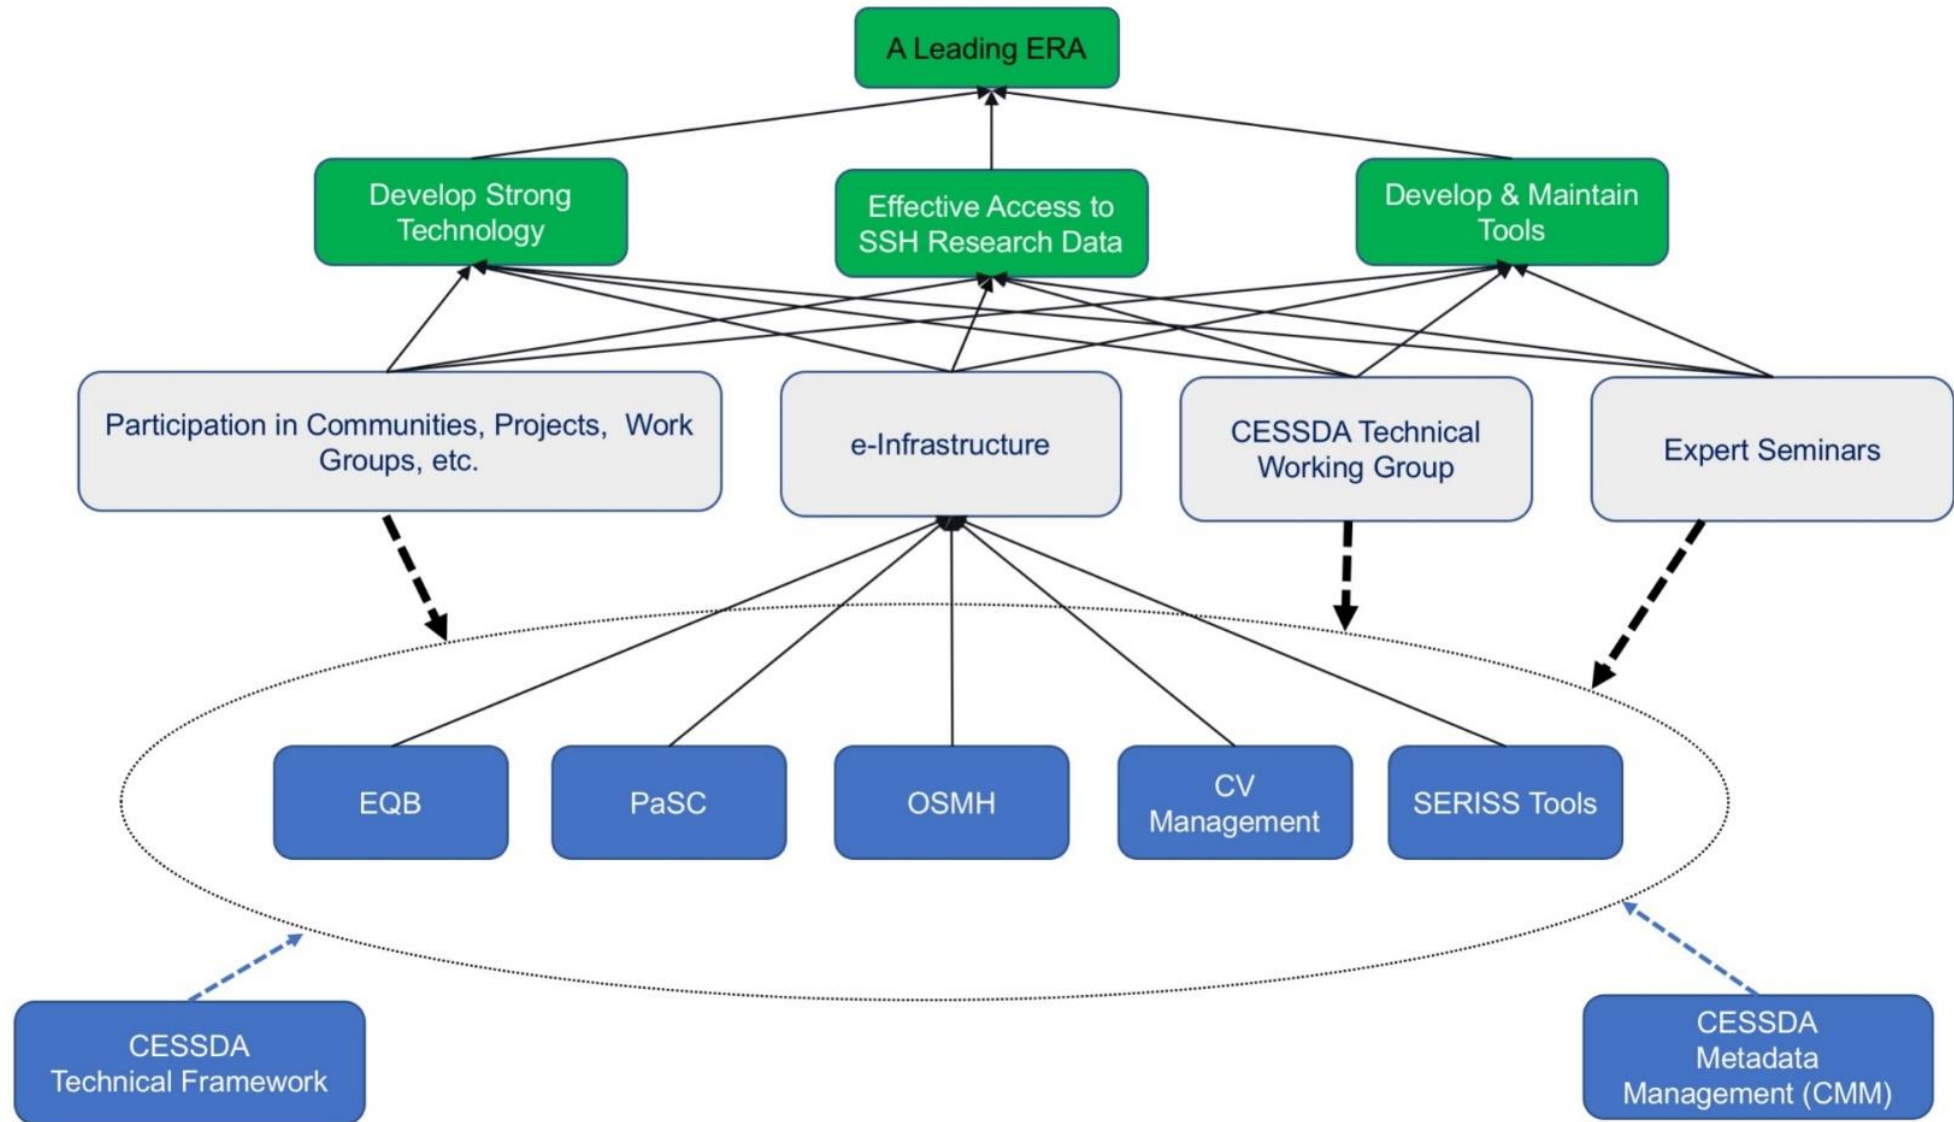 A Leading ERA
Develop Strong
Technology
Effective Access to
SSH Research Data
Develop & Maintain
Tools
Participation in Communities, Projects,  Work
Groups, etc.
e-Infrastructure
CESSDA Technical
Working Group
Expert Seminars
EQB
PaSC
OSMH
CV
Management
SERISS Tools
CESSDA
Technical Framework
CESSDA
Metadata
Management (CMM)